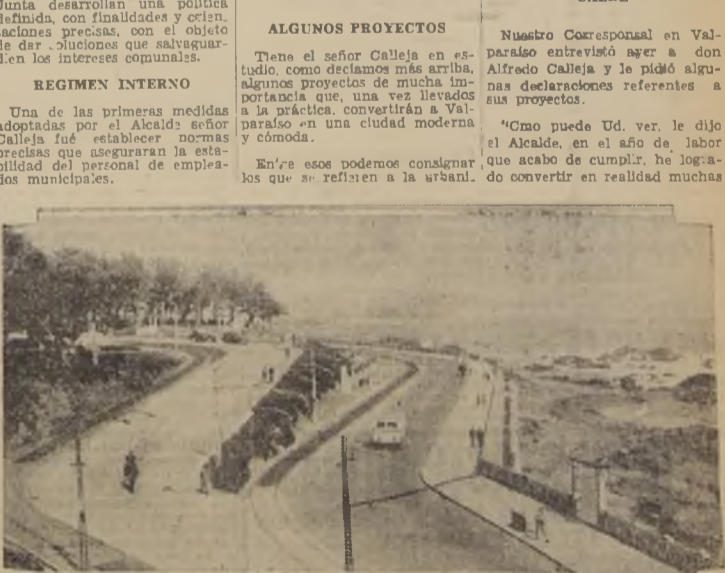 Junta desarrollan una política
definida, con finalidades y orien-
taciones precisas, con el objeto
de dar soluciones que salvaguar-
dien los intereses comunales.
REGIMEN INTERNO
Una de las primeras medidas
adoptadas por el Alcalde señor
Calleja fué establecer normas
precisas que aseguraran la esta-
bilidad del personal de emplea-
dos municipales.
ALGUNOS PROYECTOS
Tiene el señor Calleja en es-
tudio, como decíamos más arriba,
algunos proyectos de mucha im-
portancia que, una vez llevados
a la práctica, convertirán a Val-
paraíso en una ciudad moderna
y cómoda.
Entre esos podemos consignar
los que se refieren a la urbani-
Nuestro Corresponsal en Val-
paraíso entrevistó ayer a don
Alfredo Calleja y le pidió algu-
nas declaraciones referentes a
sus proyectos.
"Cmo puede Ud. ver, le dijo
el Alcalde, en el año de labor
que acabo de cumplir, he logra-
do convertir en realidad muchas